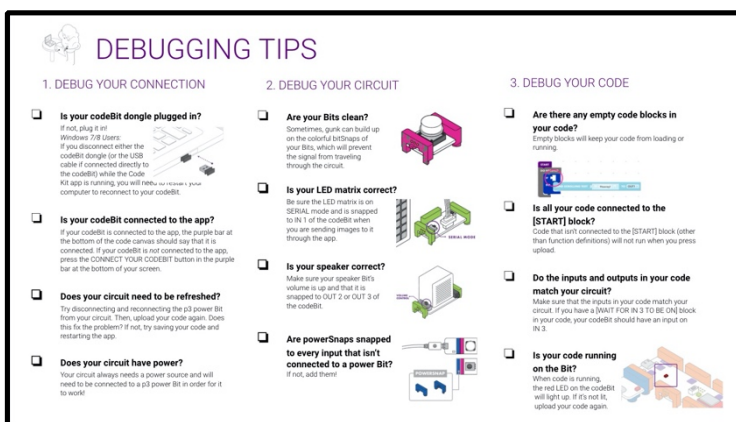 DEBUGGING TIPS
1. DEBUG YOUR CONNECTION
Is your codeBit dongle plugged in?
If not, plug it in!
Windows 7/8 Users:
If you disconnect either the
codeBit dongle (or the USB
cable if connected directly to
the codeBit) while the Code
Kit app is running, you will need to restart your
computer to reconnect to your codeBit.
Is your codeBit connected to the app?
If your codeBit is connected to the app, the purple bar at
the bottom of the code canvas should say that it is
connected. If your codeBit is not connected to the app,
press the CONNECT YOUR CODEBIT button in the purple
bar at the bottom of your screen.
Does your circuit need to be refreshed?
Try disconnecting and reconnecting the p3 power Bit
from your circuit. Then, upload your code again. Does
this fix the problem? If not, try saving your code and
restarting the app.
Does your circuit have power?
Your circuit always needs a power source and will
need to be connected to a p3 power Bit in order for it
to work!
2. DEBUG YOUR CIRCUIT
Are your Bits clean?
Sometimes, gunk can build up
on the colorful bitSnaps of
your Bits, which will prevent
the signal from traveling
through the circuit.
Is your LED matrix correct?
Be sure the LED matrix is on
SERIAL mode and is snapped
to IN 1 of the codeBit when
you are sending images to it
through the app.
SERIAL MODE
Is your speaker correct?
Make sure your speaker Bit's
volume is up and that it is
snapped to OUT 2 or OUT 3 of
the codeBit.
Are powerSnaps snapped
to every input that isn't
connected to a power Bit?
If not, add them!
POWERSNAP
3. DEBUG YOUR CODE
Are there any empty code blocks in
your code?
Empty blocks will keep your code from loading or
running.
START
Is all your code connected to the
[START] block?
Code that isn't connected to the [START] block (other
than function definitions) will not run when you press
upload.
Do the inputs and outputs in your code
match your circuit?
Make sure that the inputs in your code match your
circuit. If you have a [WAIT FOR IN 3 TO BE ON] block
in your code, your codeBit should have an input on
IN 3.
Is your code running
on the Bit?
When code is running,
the red LED on the codeBit
will light up. If it's not lit,
upload your code again.